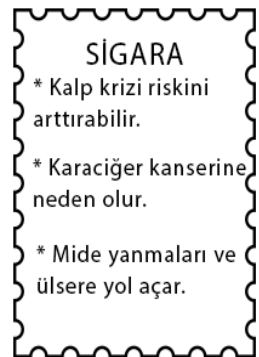 SİGARA
* Kalp krizi riskini
arttırabilir.
* Karaciğer kanserine
neden olur.
* Mide yanmaları ve
ülsere yol açar.